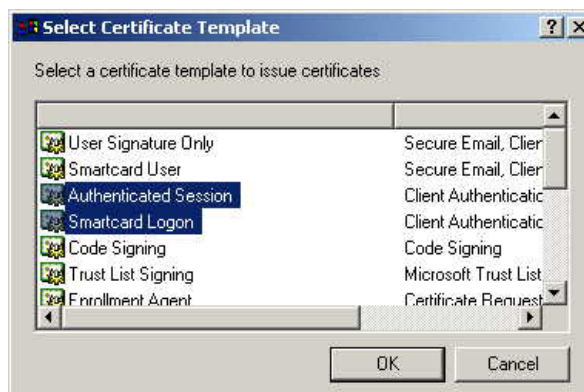 Select Certificate Template
Select a certificate template to issue certificates
User Signature Only Secure Email, Clien
Smartcard User Secure Email, Clien
Authenticated Session Client Authenticatic
Smartcard Logon Client Authenticatic
Code Signing Code Signing
Trust List Signing Microsoft Trust List
Enrollment Agent Certificate Request
OK Cancel